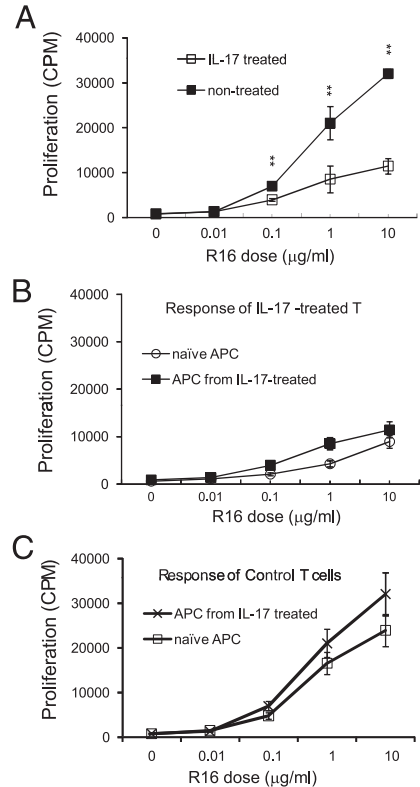 A
Proliferation (CPM)
40000
30000
20000
10000
0
IL-17 treated
non-treated
**
**
**
0 0.01 0.1 1 10
R16 dose (μg/ml)
B
Proliferation (CPM)
40000
30000
20000
10000
0
Response of IL-17 -treated T
naïve APC
APC from IL-17-treated
0 0.01 0.1 1 10
R16 dose (μg/ml)
C
Proliferation (CPM)
40000
30000
20000
10000
0
Response of Control T cells
APC from IL-17 treated
naïve APC
0 0.01 0.1 1 10
R16 dose (μg/ml)